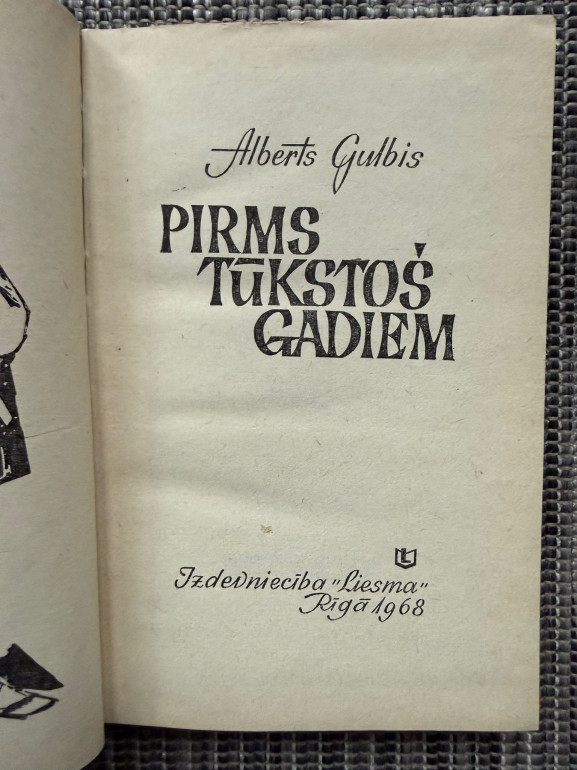 Alberts Gulbis
PIRMS
TŪKSTOŠ
GADIEM
Izdevniecība "Liesma"
Rīgā 1968